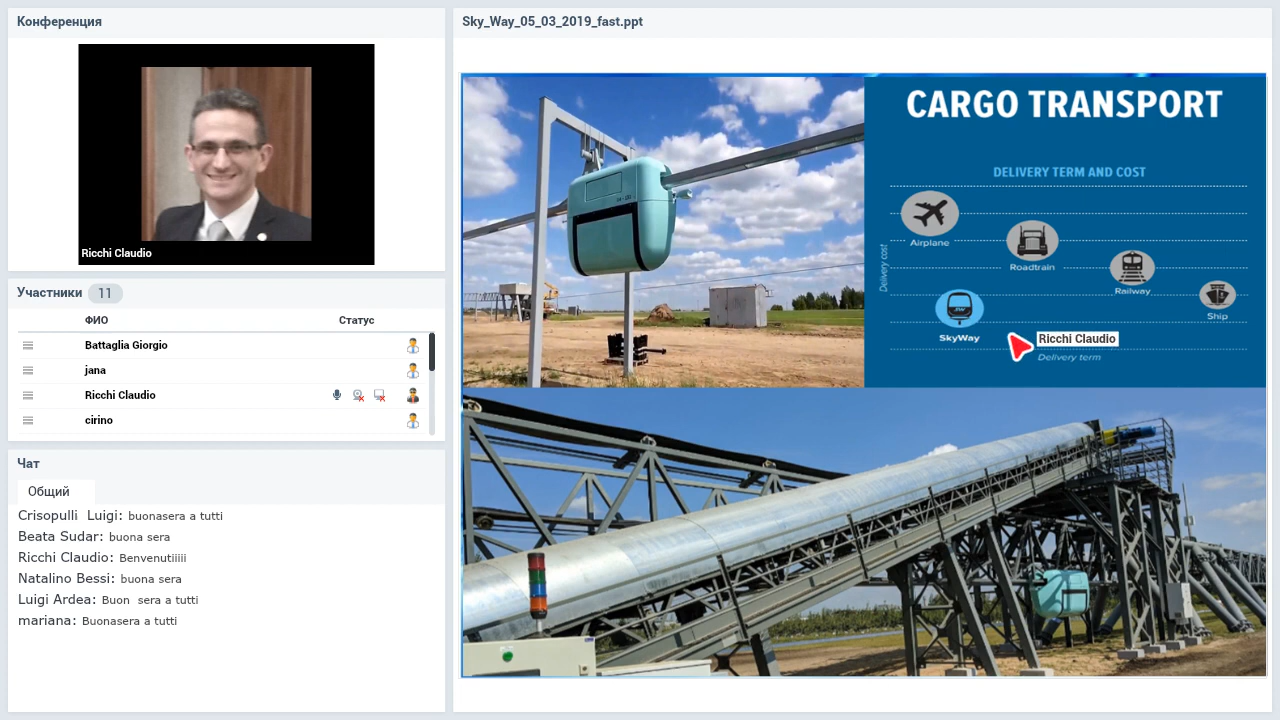 Конференция
Ricchi Claudio
Участники 11
ФИО Статус
Battaglia Giorgio
jana
Ricchi Claudio
cirino
Чат
Общий
Crisopulli Luigi: buonasera a tutti
Beata Sudar: buona sera
Ricchi Claudio: Benvenutiiiii
Natalino Bessi: buona sera
Luigi Ardea: Buon sera a tutti
mariana: Buonasera a tutti
Sky_Way_05_03_2019_fast.ppt
CARGO TRANSPORT
DELIVERY TERM AND COST
Delivery cost
Airplane
Roadtrain
Railway
Ship
SkyWay
Ricchi Claudio
Delivery term